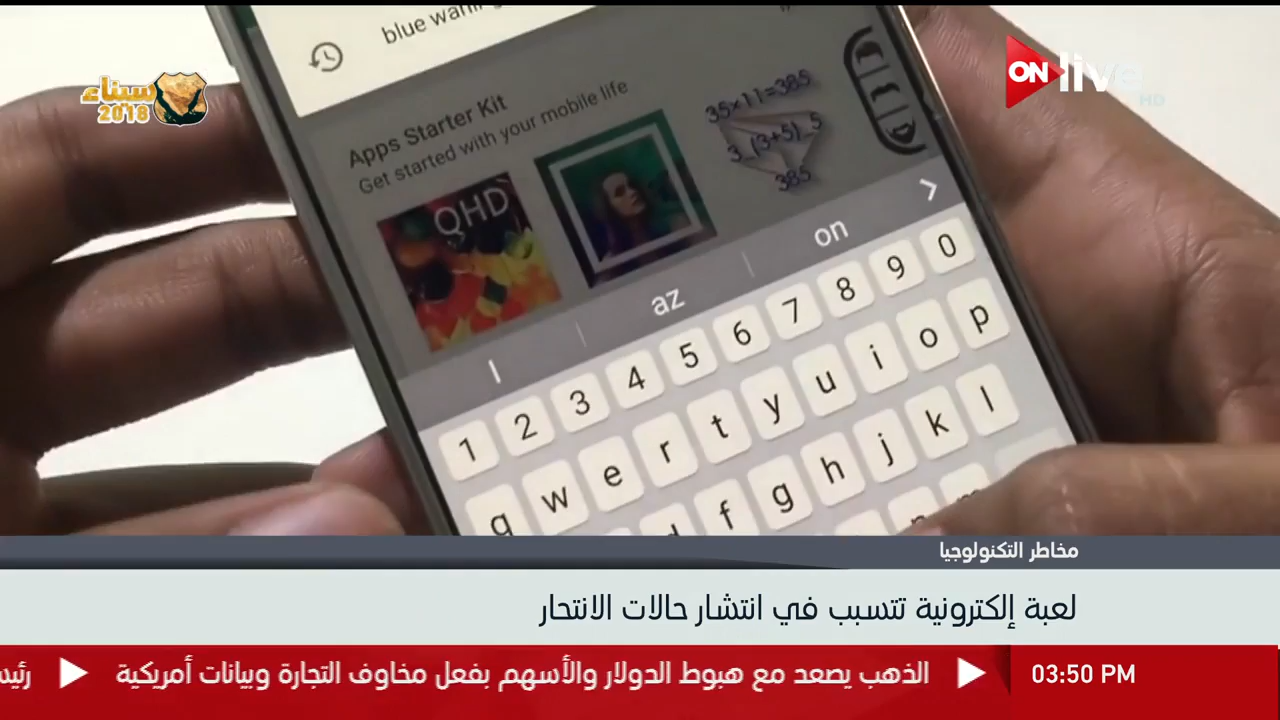 blue
سيناء
2018
ON live
HD
Apps Starter Kit
Get started with your mobile life
QHD
35×11=385
3_(3+5)_5
385
I
az
on
1 2 3 4 5 6 7 8 9 0
q w e r t y u i o p
f g h j k l
مخاطر التكنولوجيا
لعبة إلكترونية تتسبب في انتشار حالات الانتحار
03:50 PM
الذهب يصعد مع هبوط الدولار والأسهم بفعل مخاوف التجارة وبيانات أمريكية